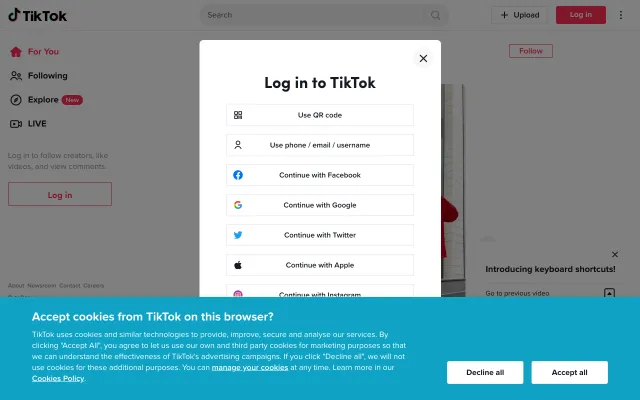 TikTok
Search
Upload
Log in
For You
Following
Explore New
LIVE
Log in to follow creators, like
videos, and view comments.
Log in
About Newsroom Contact Careers
Follow
Log in to TikTok
Use QR code
Use phone / email / username
Continue with Facebook
Continue with Google
Continue with Twitter
Continue with Apple
Continue with Instagram
Introducing keyboard shortcuts!
Go to previous video
Accept cookies from TikTok on this browser?
TikTok uses cookies and similar technologies to provide, improve, secure and analyse our services. By
clicking "Accept All", you agree to let us use our own and third party cookies for marketing purposes so that
we can understand the effectiveness of TikTok's advertising campaigns. If you click "Decline all", we will not
use cookies for these additional purposes. You can manage your cookies at any time. Learn more in our
Cookies Policy.
Decline all
Accept all